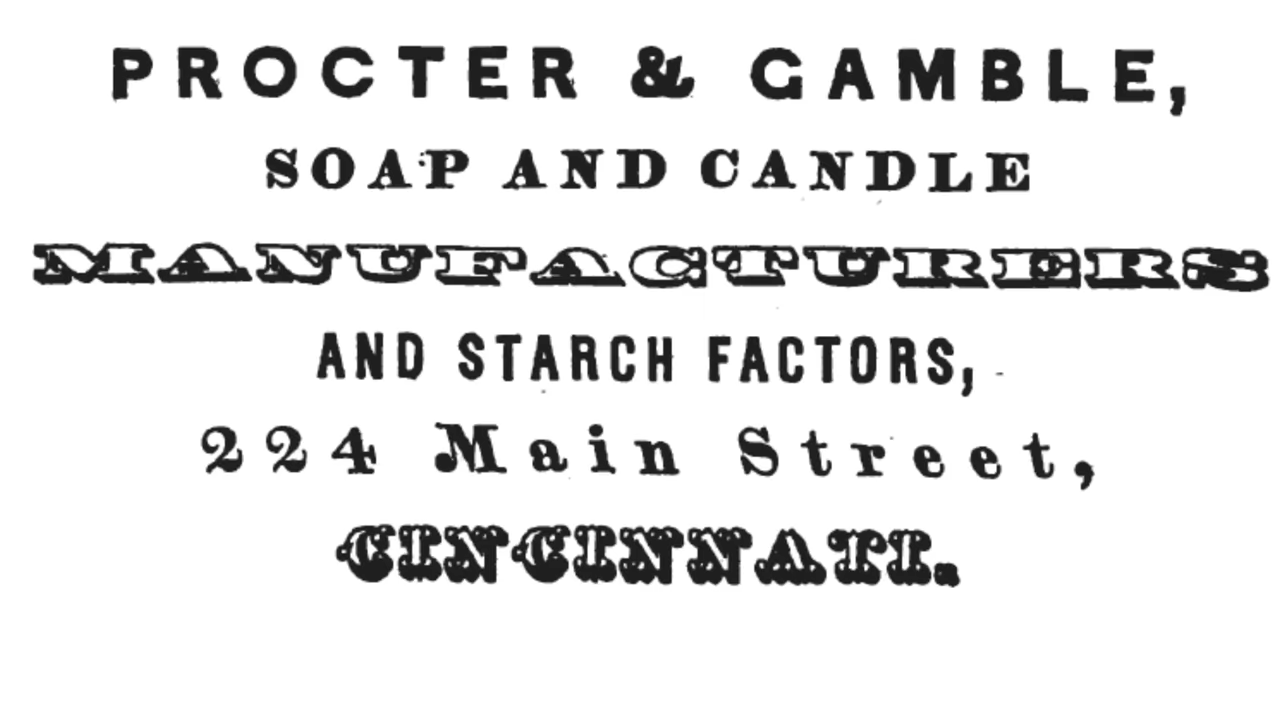 PROCTER & GAMBLE,
SOAP AND CANDLE
MANUFACTURERS
AND STARCH FACTORS,
224 Main Street,
CINCINNATI.